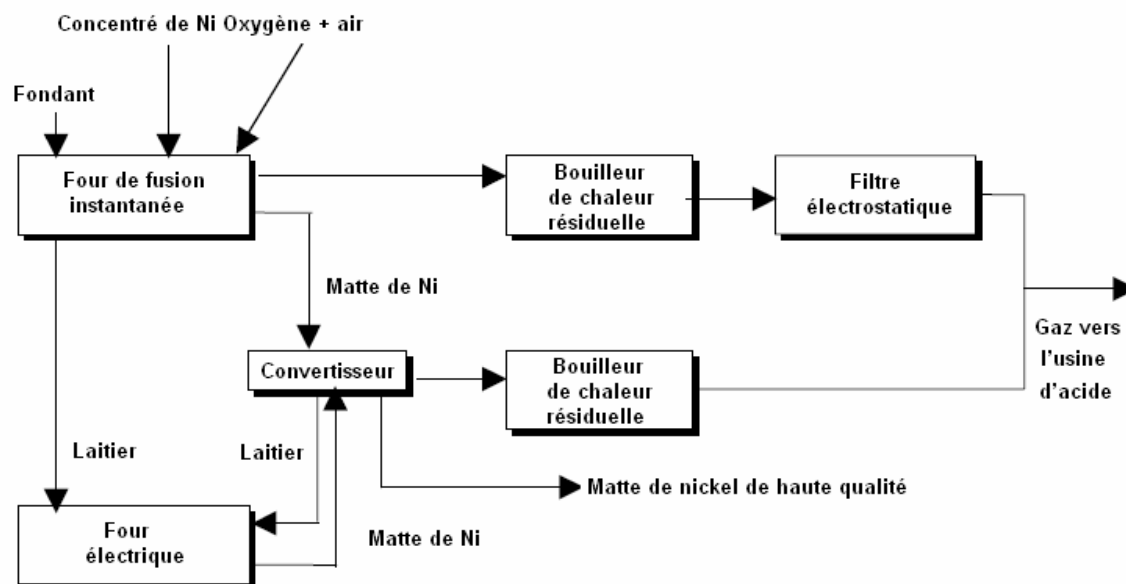 Concentré de Ni Oxygène + air
Fondant
Four de fusion
instantanée
Bouilleur
de chaleur
résiduelle
Filtre
électrostatique
Matte de Ni
Gaz vers
l'usine
d'acide
Convertisseur
Bouilleur
de chaleur
résiduelle
Laitier
Laitier
Matte de nickel de haute qualité
Four
électrique
Matte de Ni